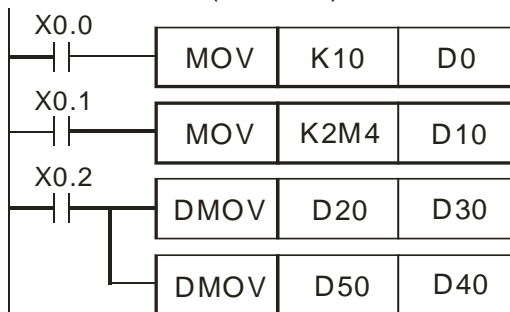 X0.0
MOV K10 D0
X0.1
MOV K2M4 D10
X0.2
DMOV D20 D30
DMOV D50 D40